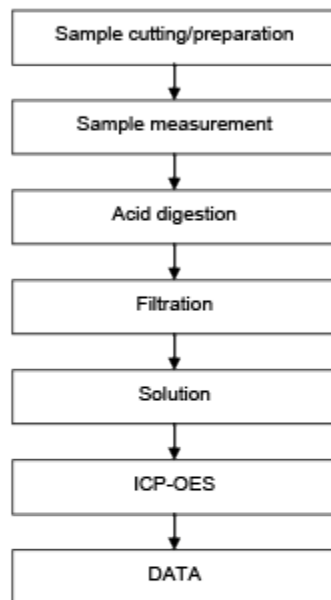 Sample cutting/preparation
Sample measurement
Acid digestion
Filtration
Solution
ICP-OES
DATA